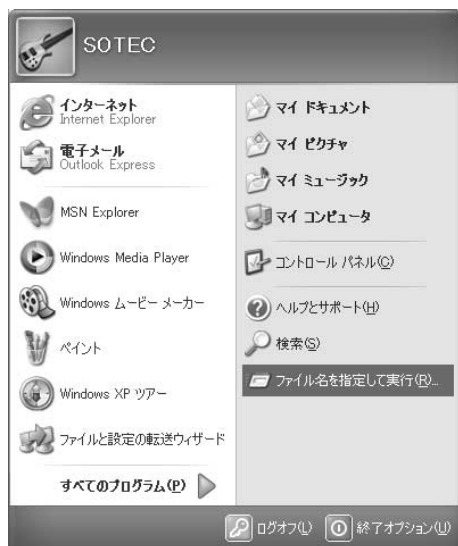 SOTEC
インターネット
Internet Explorer
電子メール
Outlook Express
MSN Explorer
Windows Media Player
Windows ムービー メーカー
ペイント
Windows XP ツアー
ファイルと設定の転送ウィザード
すべてのプログラム(P)
マイ ドキュメント
マイ ピクチャ
マイ ミュージック
マイ コンピュータ
コントロール パネル(C)
ヘルプとサポート(H)
検索(S)
ファイル名を指定して実行(R)...
ログオフ(L)
終了オプション(U)